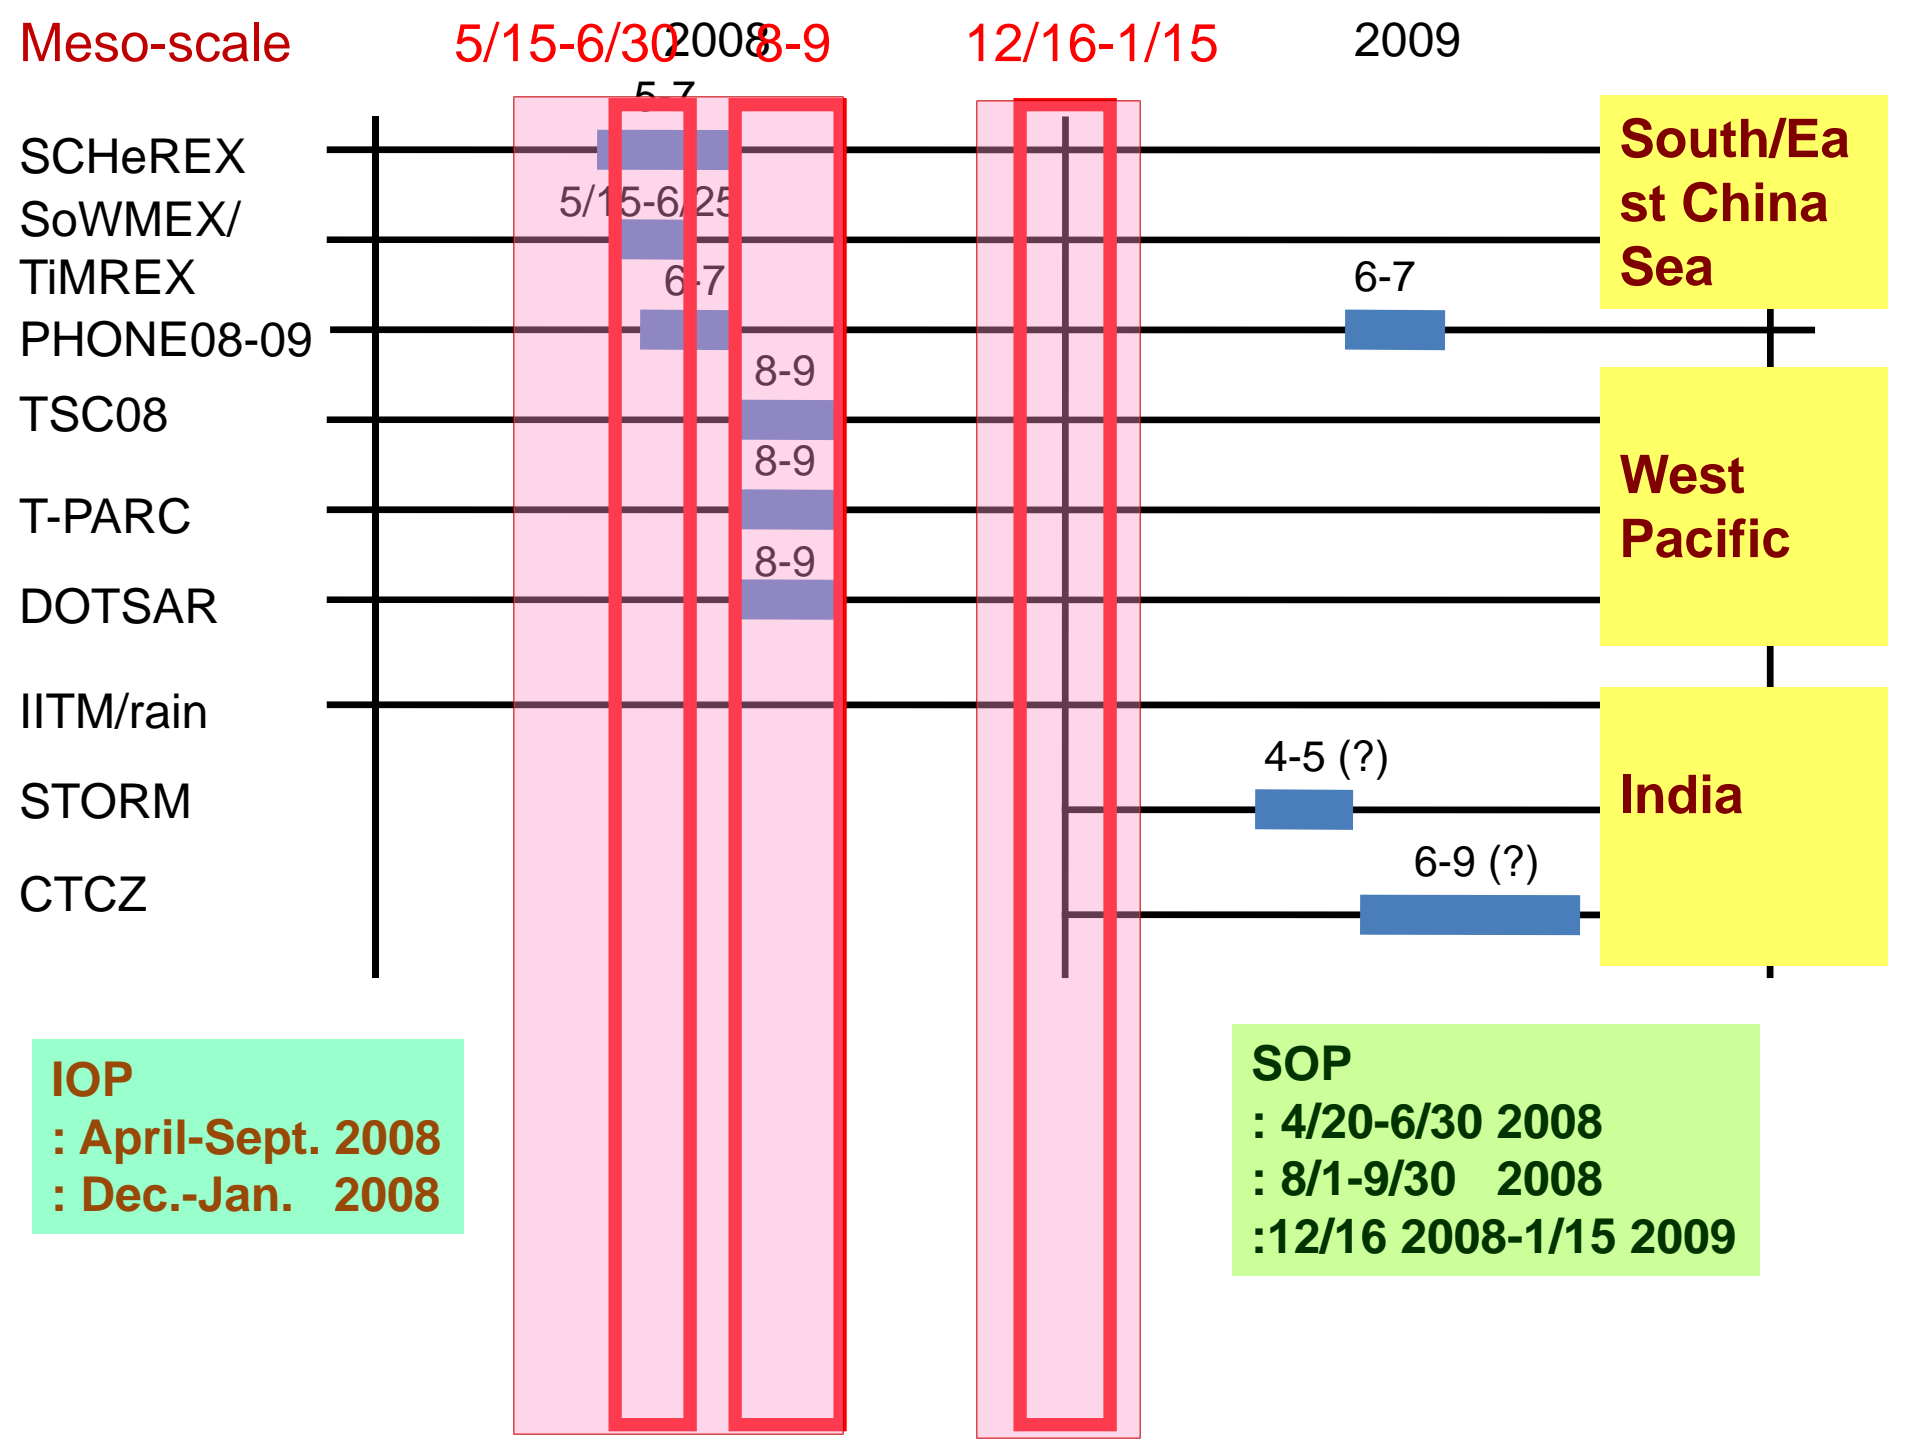 Meso-scale
5/15-6/30
2008
8-9
12/16-1/15
2009
5-7
SCHeREX
5/15-6/25
SoWMEX/
TiMREX
6-7
6-7
PHONE08-09
South/Ea
st China
Sea
8-9
TSC08
8-9
T-PARC
8-9
DOTSAR
West
Pacific
IITM/rain
4-5 (?)
STORM
6-9 (?)
CTCZ
India
IOP
: April-Sept. 2008
: Dec.-Jan. 2008
SOP
: 4/20-6/30 2008
: 8/1-9/30 2008
:12/16 2008-1/15 2009